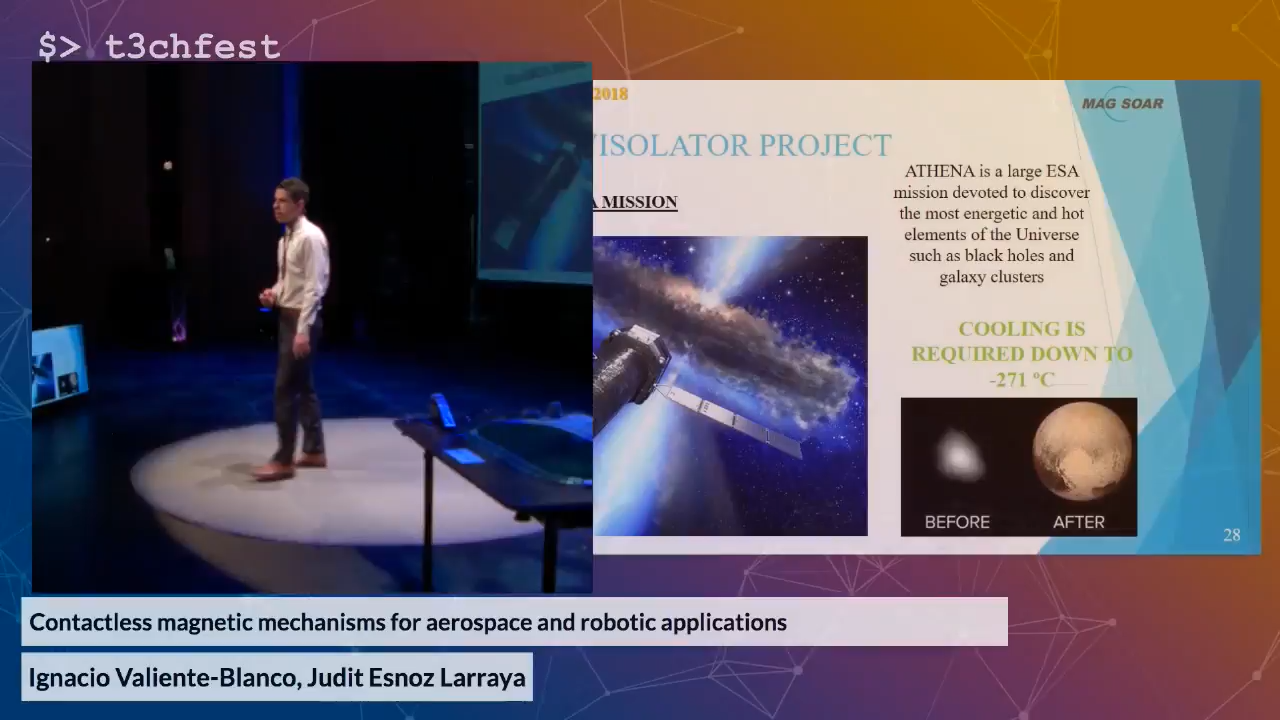 $> t3chfest
2018
MAG SOAR
VISOLATOR PROJECT
A MISSION
ATHENA is a large ESA
mission devoted to discover
the most energetic and hot
elements of the Universe
such as black holes and
galaxy clusters
COOLING IS
REQUIRED DOWN TO
-271 ºC
BEFORE AFTER
28
Contactless magnetic mechanisms for aerospace and robotic applications
Ignacio Valiente-Blanco, Judit Esnoz Larraya